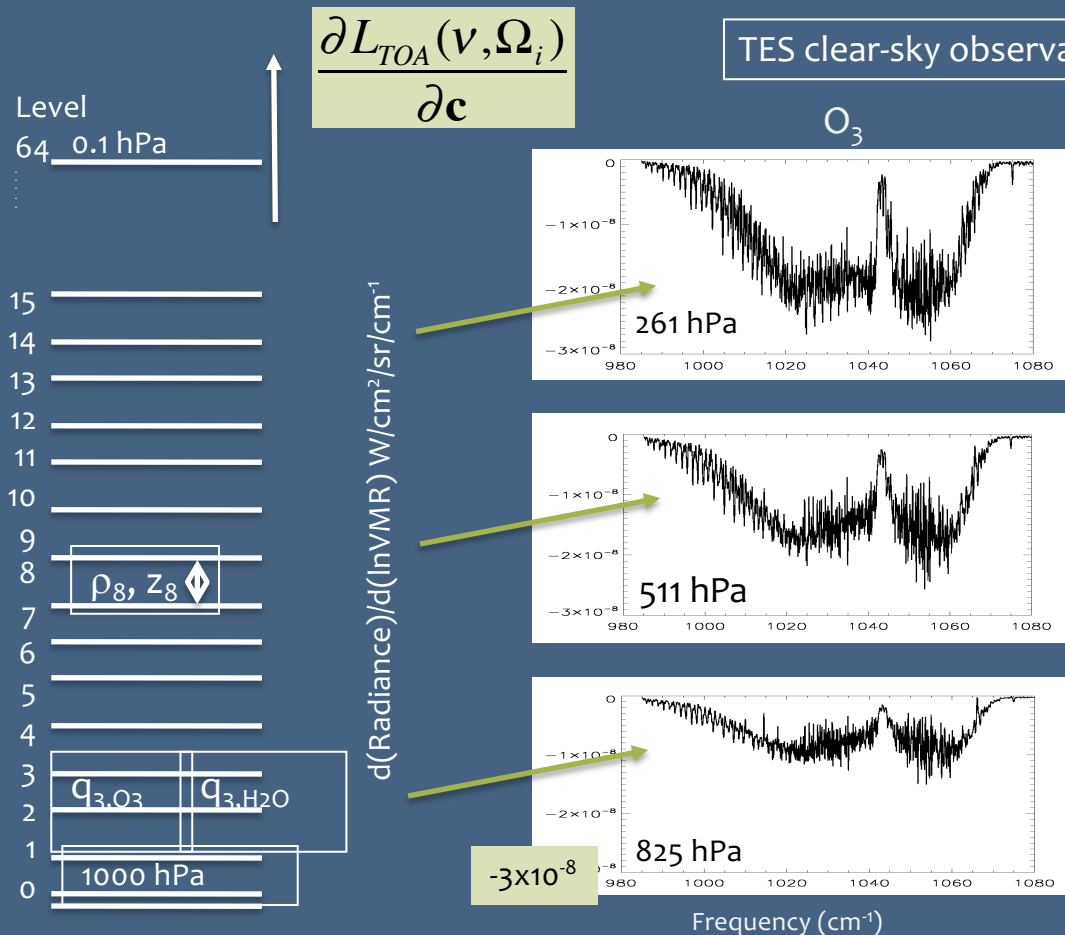 ∂L_TOA(ν,Ω_i)
∂c
TES clear-sky observa
Level
64 0.1 hPa
15
14
13
12
11
10
9
8
ρ₈, z₈
7
6
5
4
3
q₃,O3 q₃,H2O
2
1
1000 hPa
0
d(Radiance)/d(lnVMR) W/cm²/sr/cm⁻¹
O₃
0
−1×10⁻⁸
−2×10⁻⁸
−3×10⁻⁸
261 hPa
980 1000 1020 1040 1060 1080
0
−1×10⁻⁸
−2×10⁻⁸
−3×10⁻⁸
511 hPa
980 1000 1020 1040 1060 1080
0
−1×10⁻⁸
−2×10⁻⁸
825 hPa
-3x10⁻⁸
980 1000 1020 1040 1060 1080
Frequency (cm⁻¹)